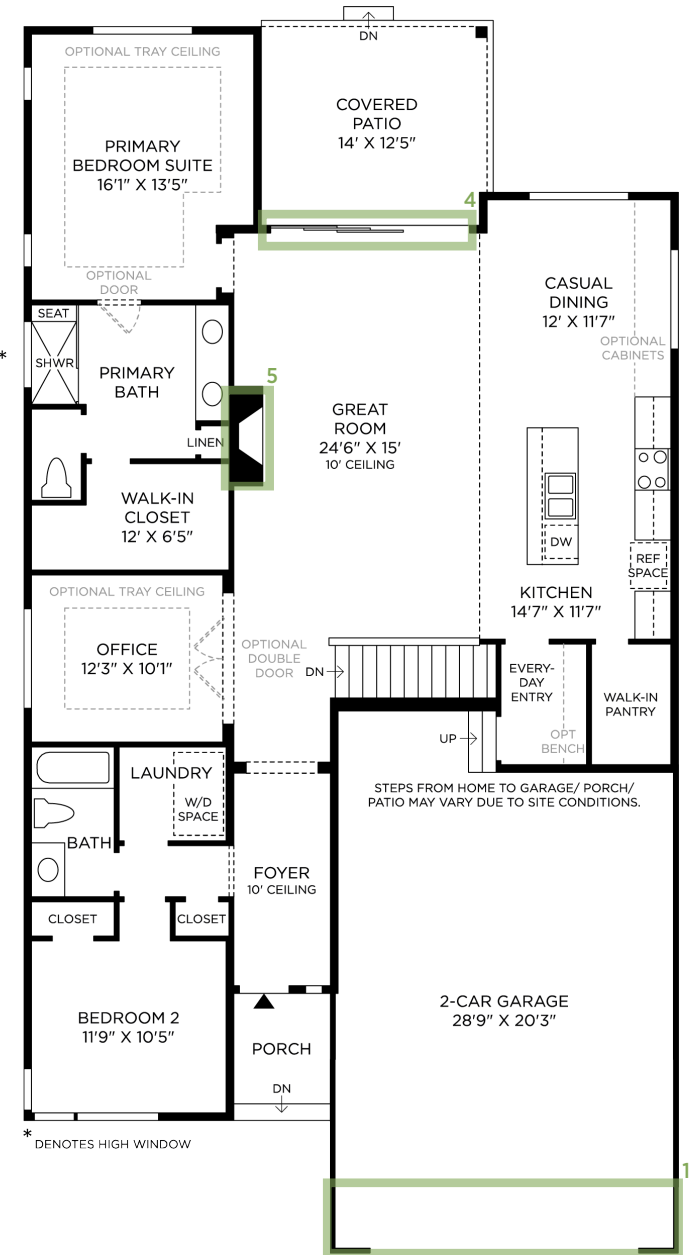 DN
OPTIONAL TRAY CEILING
COVERED
PATIO
14' X 12'5"
PRIMARY
BEDROOM SUITE
16'1" X 13'5"
4
OPTIONAL
DOOR
CASUAL
DINING
12' X 11'7"
OPTIONAL
CABINETS
SEAT
*
SHWR
PRIMARY
BATH
5
LINEN
GREAT
ROOM
24'6" X 15'
10' CEILING
WALK-IN
CLOSET
12' X 6'5"
DW
REF
SPACE
KITCHEN
14'7" X 11'7"
OPTIONAL TRAY CEILING
OFFICE
12'3" X 10'1"
OPTIONAL
DOUBLE
DOOR
DN
EVERY-
DAY
ENTRY
WALK-IN
PANTRY
UP
OPT
BENCH
LAUNDRY
W/D
SPACE
STEPS FROM HOME TO GARAGE/ PORCH/
PATIO MAY VARY DUE TO SITE CONDITIONS.
BATH
FOYER
10' CEILING
CLOSET
CLOSET
BEDROOM 2
11'9" X 10'5"
2-CAR GARAGE
28'9" X 20'3"
PORCH
DN
* DENOTES HIGH WINDOW
1